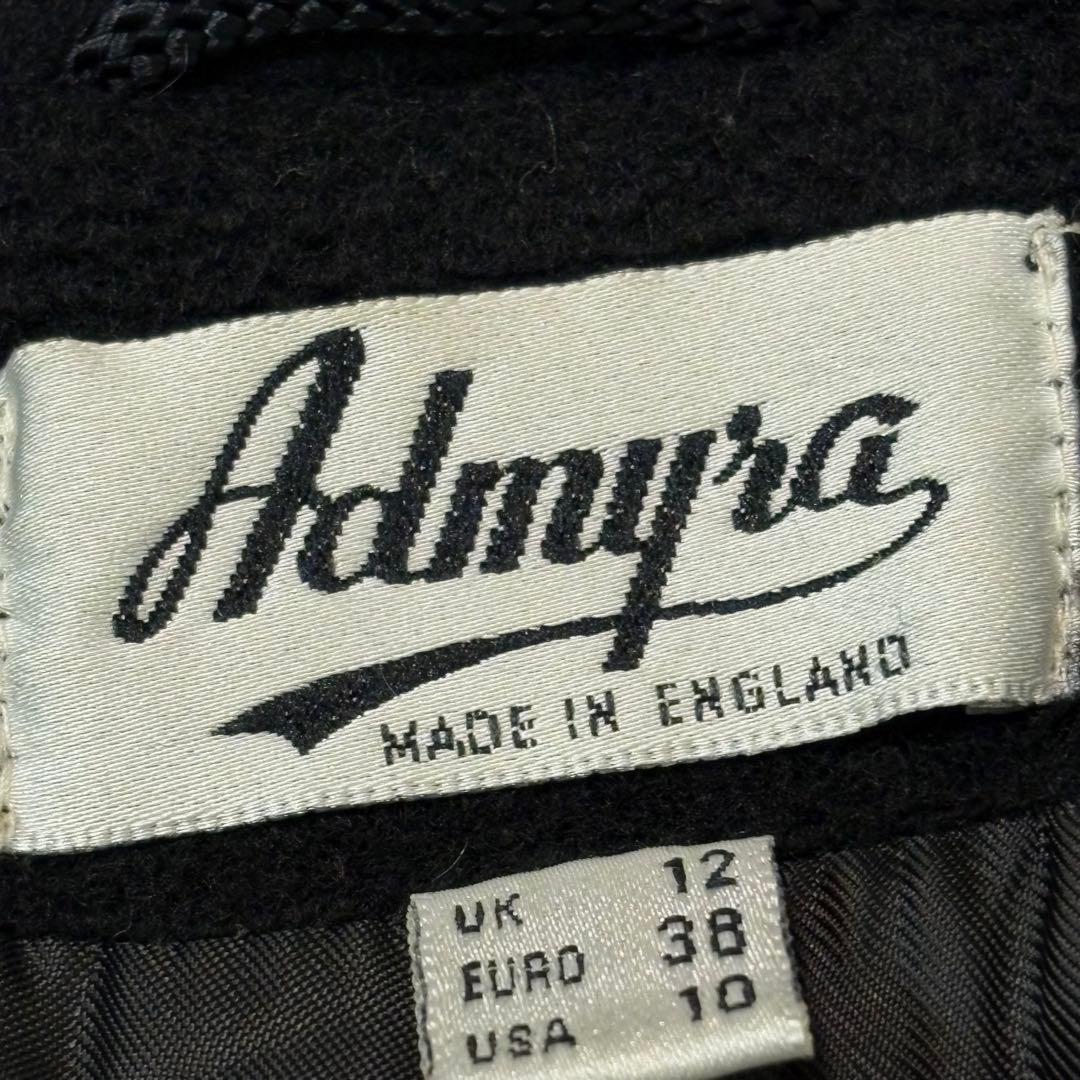 Admyra
MADE IN ENGLAND
UK 12
EURO 38
USA 10